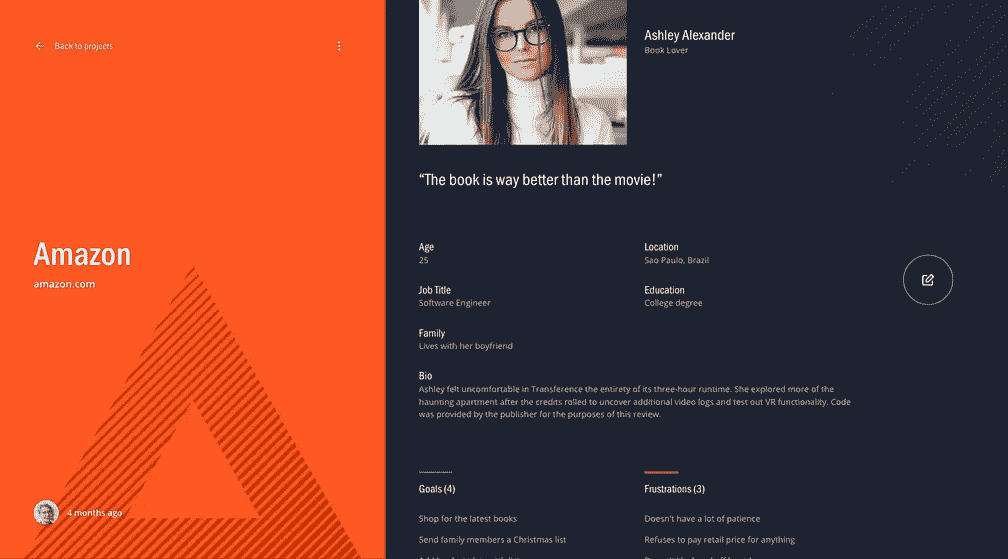 Back to projects
Amazon
amazon.com
4 months ago
Ashley Alexander
Book Lover
“The book is way better than the movie!”
Age
25
Location
Sao Paulo, Brazil
Job Title
Software Engineer
Education
College degree
Family
Lives with her boyfriend
Bio
Ashley felt uncomfortable in Transference the entirety of its three-hour runtime. She explored more of the
haunting apartment after the credits rolled to uncover additional video logs and test out VR functionality. Code
was provided by the publisher for the purposes of this review.
Goals (4)
Shop for the latest books
Send family members a Christmas list
Frustrations (3)
Doesn't have a lot of patience
Refuses to pay retail price for anything